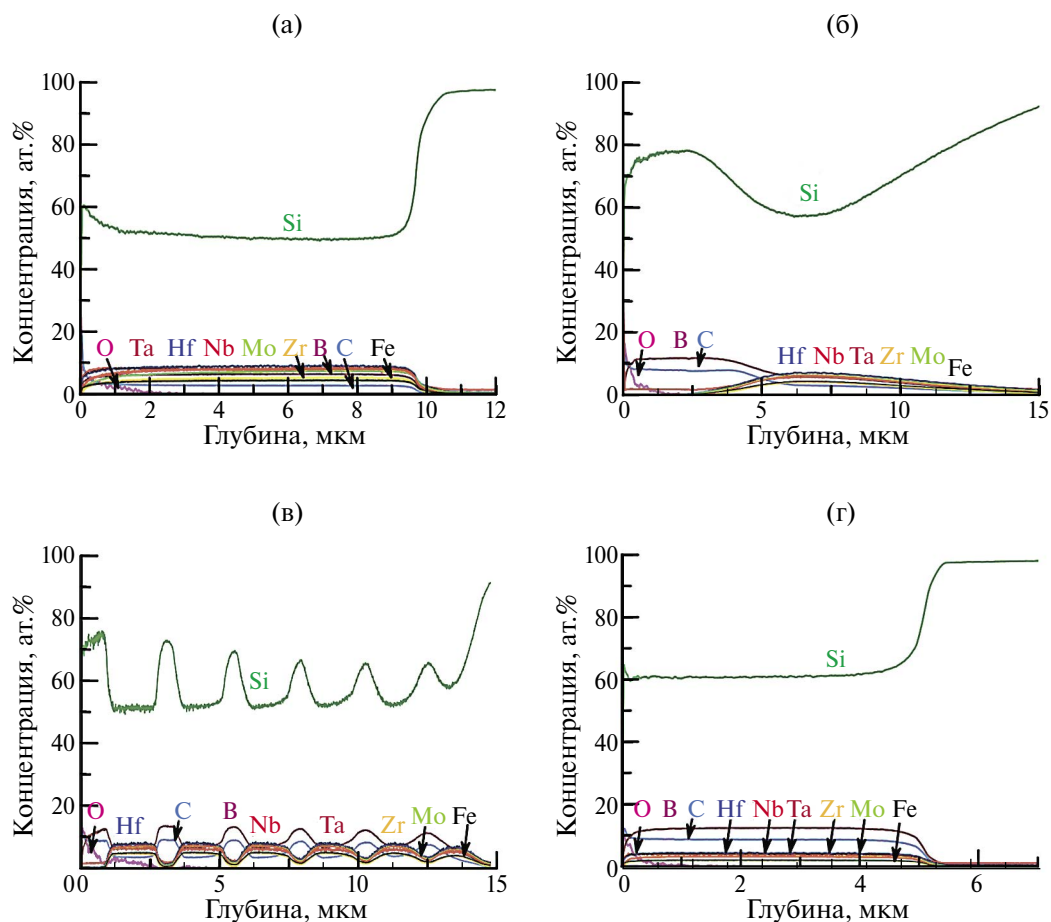 (а)
Концентрация, ат.%
100
80
60
40
20
0
Si
O Ta Hf Nb Mo Zr B C Fe
0 2 4 6 8 10 12
Глубина, мкм
(б)
Концентрация, ат.%
100
80
60
40
20
0
Si
O B C
Hf Nb Ta Zr Mo
Fe
0 5 10 15
Глубина, мкм
(в)
Концентрация, ат.%
100
80
60
40
20
0
Si
O Hf C B Nb Ta Zr Mo Fe
0 5 10 15
Глубина, мкм
(г)
Концентрация, ат.%
100
80
60
40
20
0
Si
O B C Hf Nb Ta Zr Mo Fe
0 2 4 6
Глубина, мкм